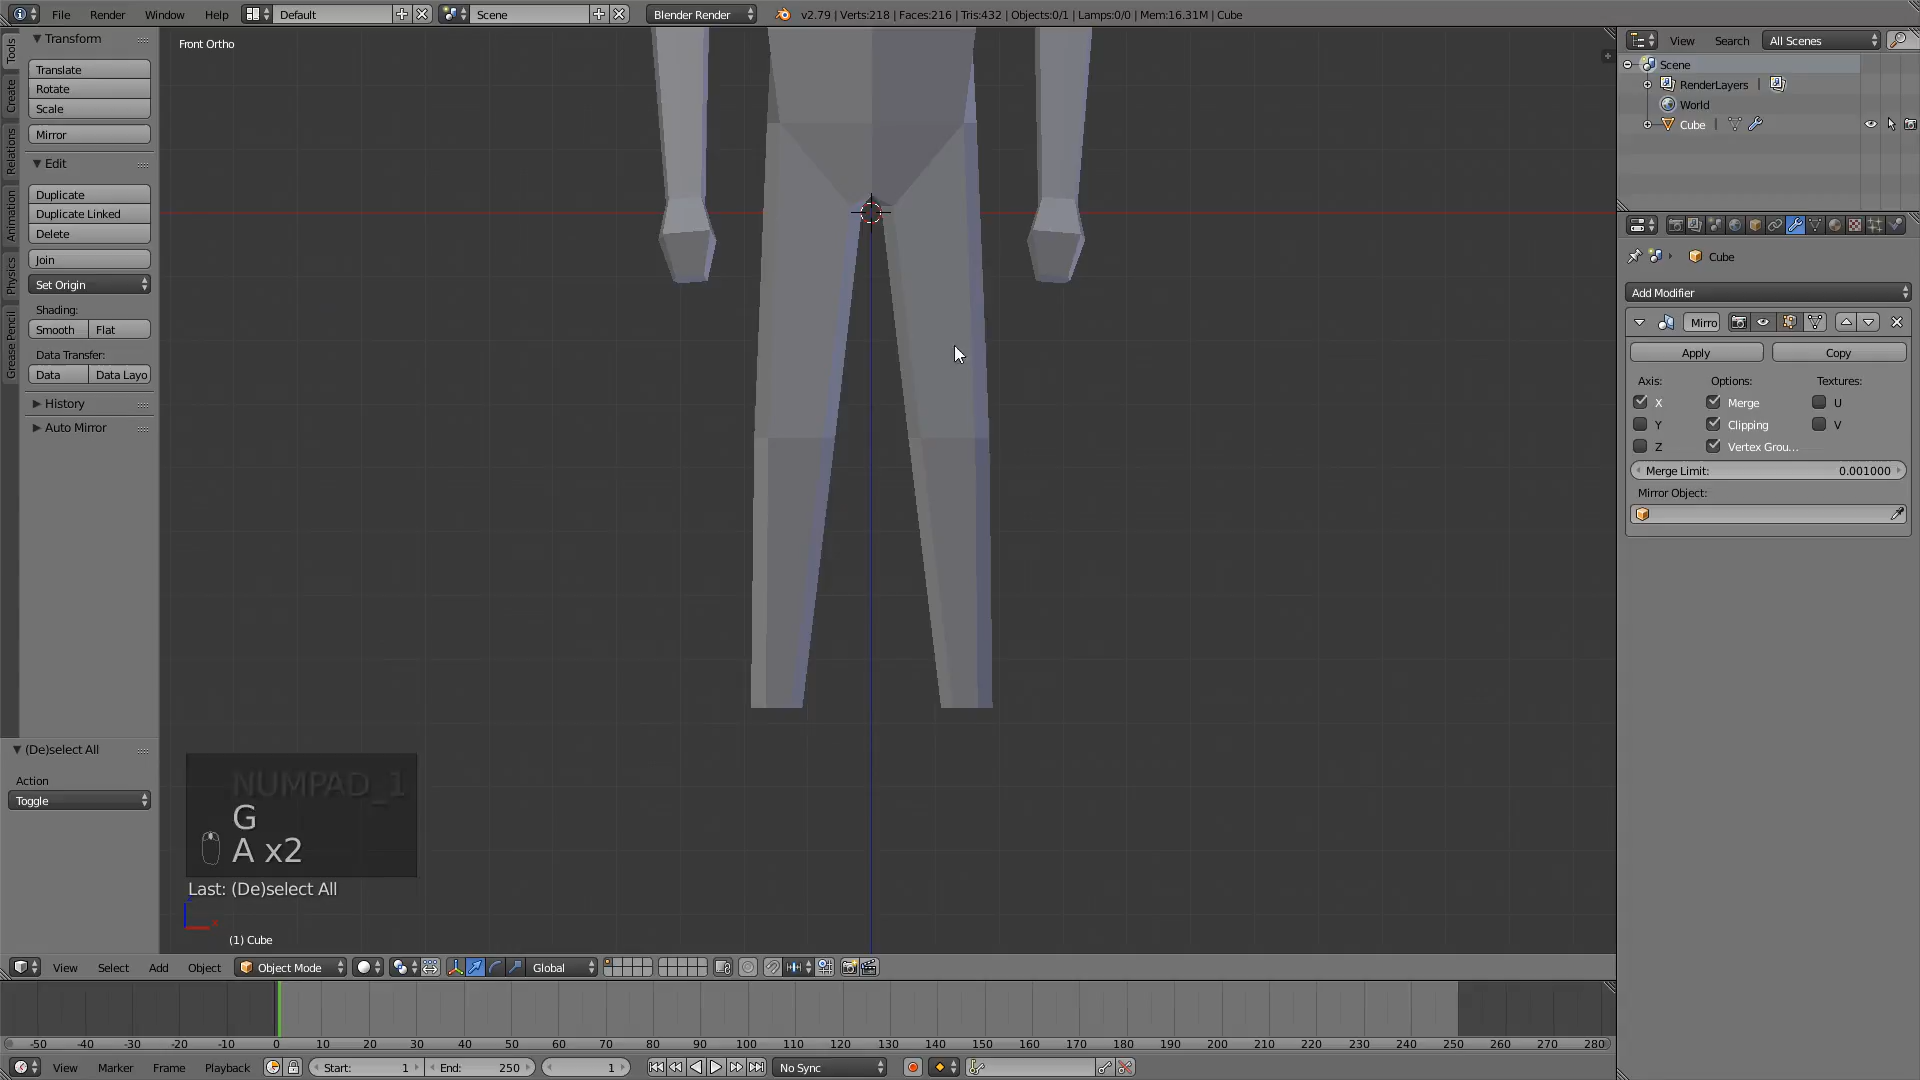 File Render Window Help Default Scene Blender Render v2.79 | Verts:218 | Faces:216 | Tris:432 | Objects:0/1 | Lamps:0/0 | Mem:16.31M | Cube
Tools
Create
Relations
Animation
Physics
Grease Pencil
Transform
Translate
Rotate
Scale
Mirror
Edit
Duplicate
Duplicate Linked
Delete
Join
Set Origin
Shading:
Smooth Flat
Data Transfer:
Data Data Layo
History
Auto Mirror
(De)select All
Action
Toggle
Front Ortho
NUMPAD_1
G
A x2
Last: (De)select All
x
(1) Cube
View Select Add Object Object Mode Global
-50 -40 -30 -20 -10 0 10 20 30 40 50 60 70 80 90 100 110 120 130 140 150 160 170 180 190 200 210 220 230 240 250 260 270 280
View Marker Frame Playback Start: 1 End: 250 1 No Sync
View Search All Scenes
Scene
RenderLayers |
World
Cube |
Cube
Add Modifier
Mirro
Apply Copy
Axis: Options: Textures:
X Merge U
Y Clipping V
Z Vertex Grou...
Merge Limit: 0.001000
Mirror Object: